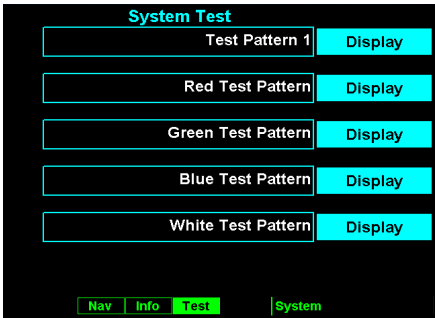 System Test
Test Pattern 1 Display
Red Test Pattern Display
Green Test Pattern Display
Blue Test Pattern Display
White Test Pattern Display
Nav Info Test System